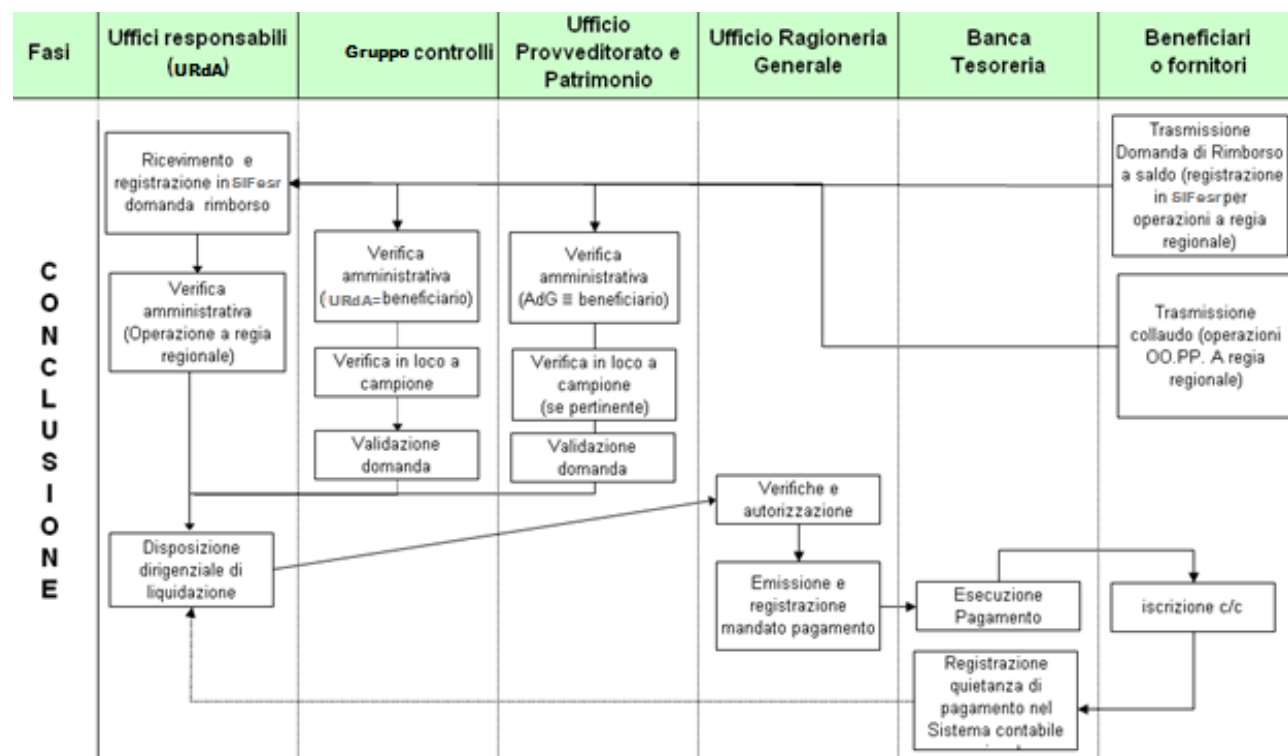 Fasi
Uffici responsabili
(URdA)
Gruppo controlli
Ufficio
Provveditorato e
Patrimonio
Ufficio Ragioneria
Generale
Banca
Tesoreria
Beneficiari
o fornitori
CONCLUSIONE
Ricevimento e
registrazione in SIFesr
domanda rimborso
Trasmissione
Domanda di Rimborso
a saldo (registrazione
in SIFesr per
operazioni a regia
regionale)
Verifica
amministrativa
(Operazione a regia
regionale)
Verifica
amministrativa
(URdA=beneficiario)
Verifica
amministrativa
(AdG ≡ beneficiario)
Trasmissione
collaudo (operazioni
OO.PP. A regia
regionale)
Verifica in loco a
campione
Verifica in loco a
campione
(se pertinente)
Validazione
domanda
Validazione
domanda
Verifiche e
autorizzazione
Disposizione
dirigenziale di
liquidazione
Emissione e
registrazione
mandato pagamento
Esecuzione
Pagamento
iscrizione c/c
Registrazione
quietanza di
pagamento nel
Sistema contabile